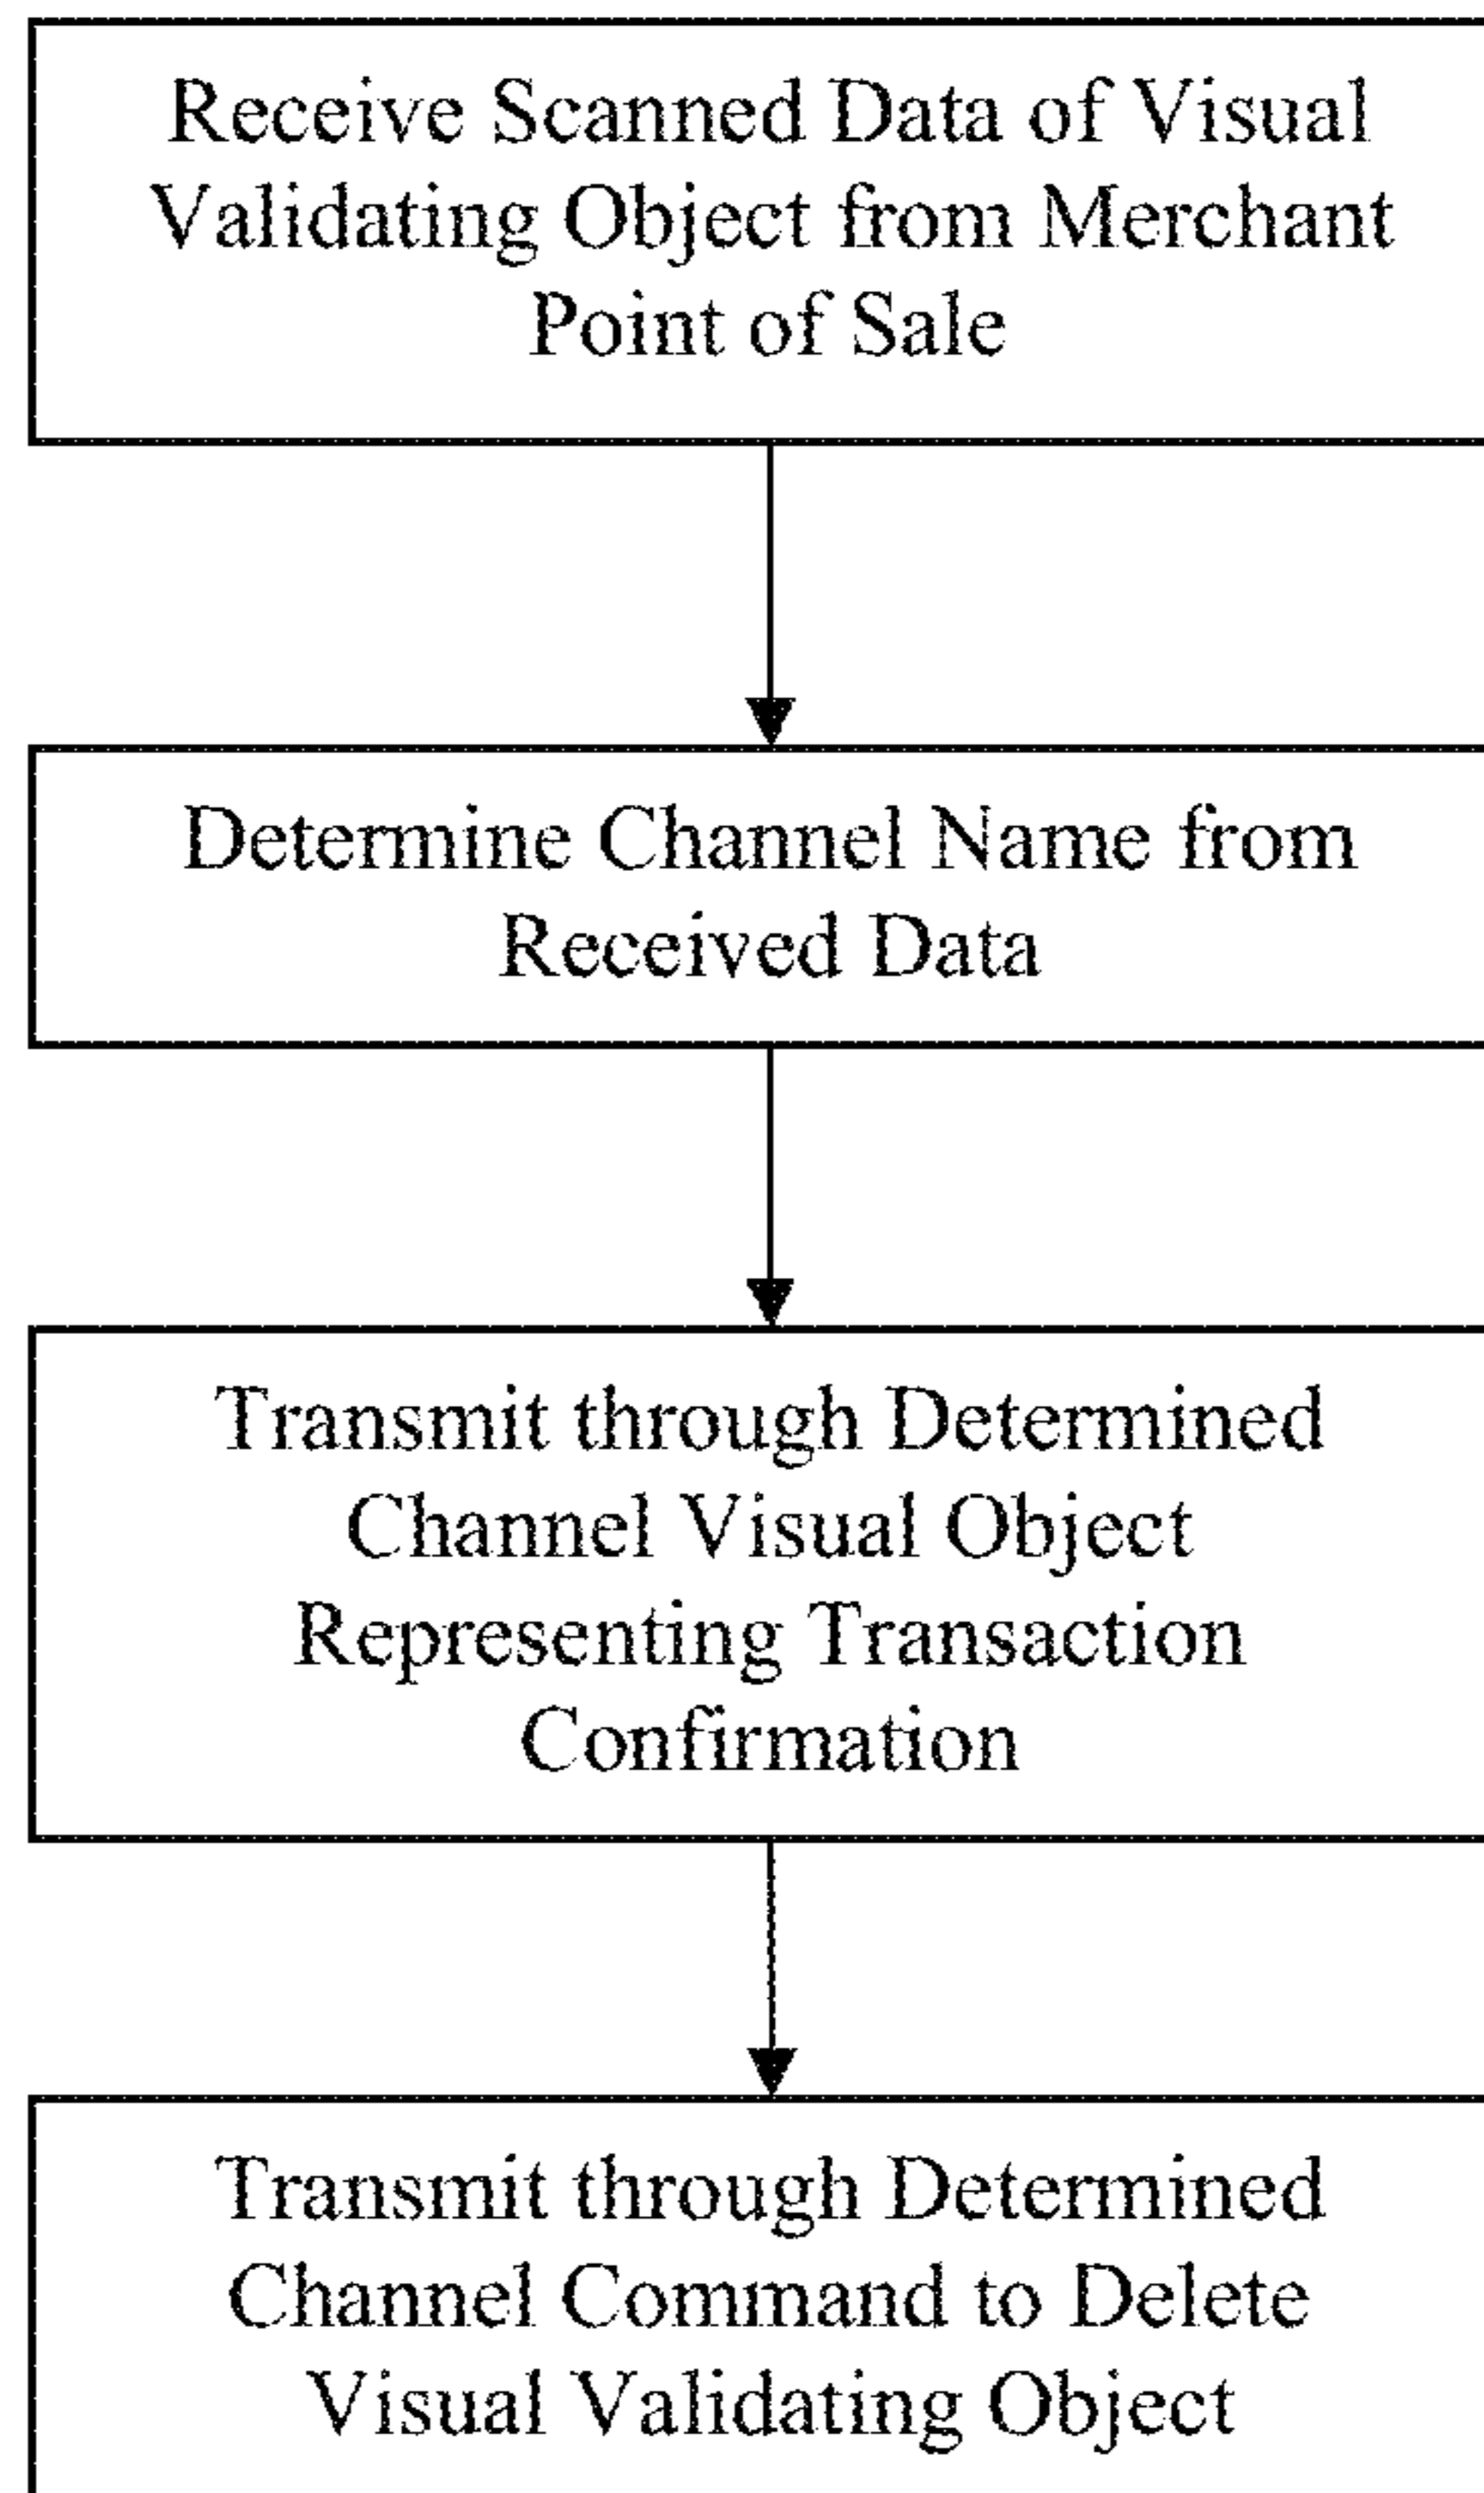 Receive Scanned Data of Visual
Validating Object from Merchant
Point of Sale
Determine Channel Name from
Received Data
Transmit through Determined
Channel Visual Object
Representing Transaction
Confirmation
Transmit through Determined
Channel Command to Delete
Visual Validating Object